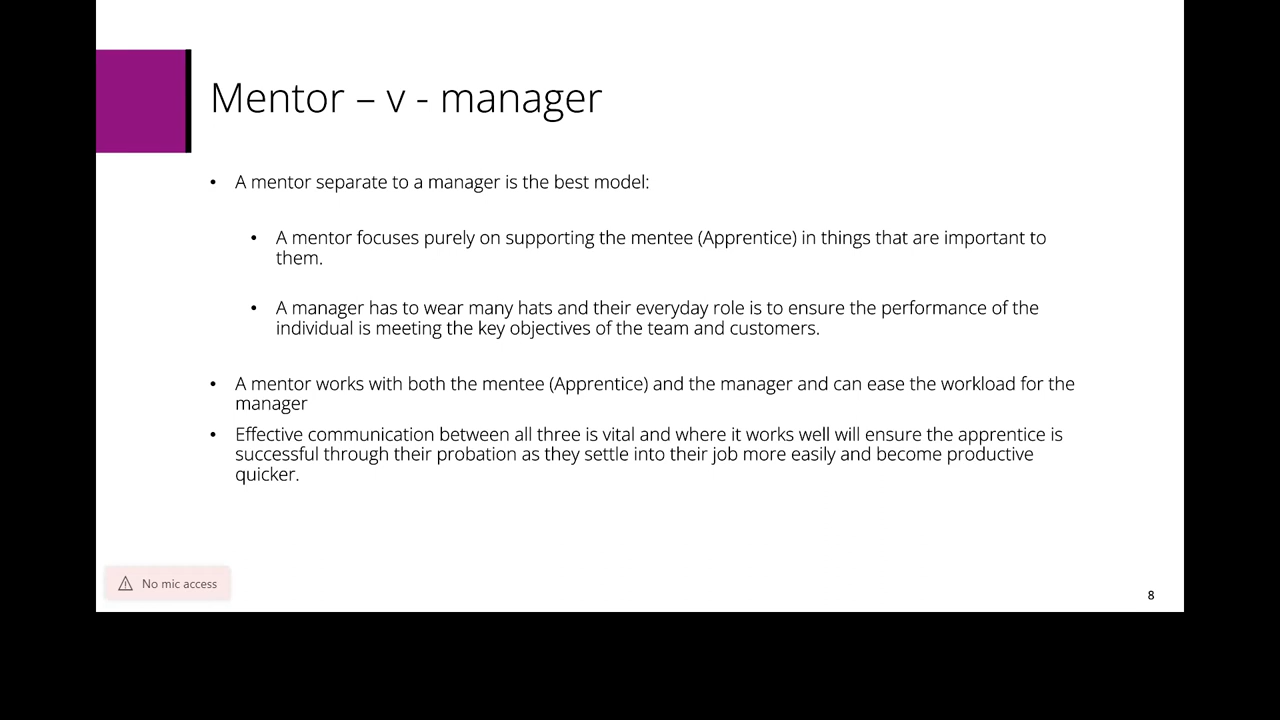 Mentor – v - manager
• A mentor separate to a manager is the best model:
• A mentor focuses purely on supporting the mentee (Apprentice) in things that are important to
them.
• A manager has to wear many hats and their everyday role is to ensure the performance of the
individual is meeting the key objectives of the team and customers.
• A mentor works with both the mentee (Apprentice) and the manager and can ease the workload for the
manager
• Effective communication between all three is vital and where it works well will ensure the apprentice is
successful through their probation as they settle into their job more easily and become productive
quicker.
No mic access
8